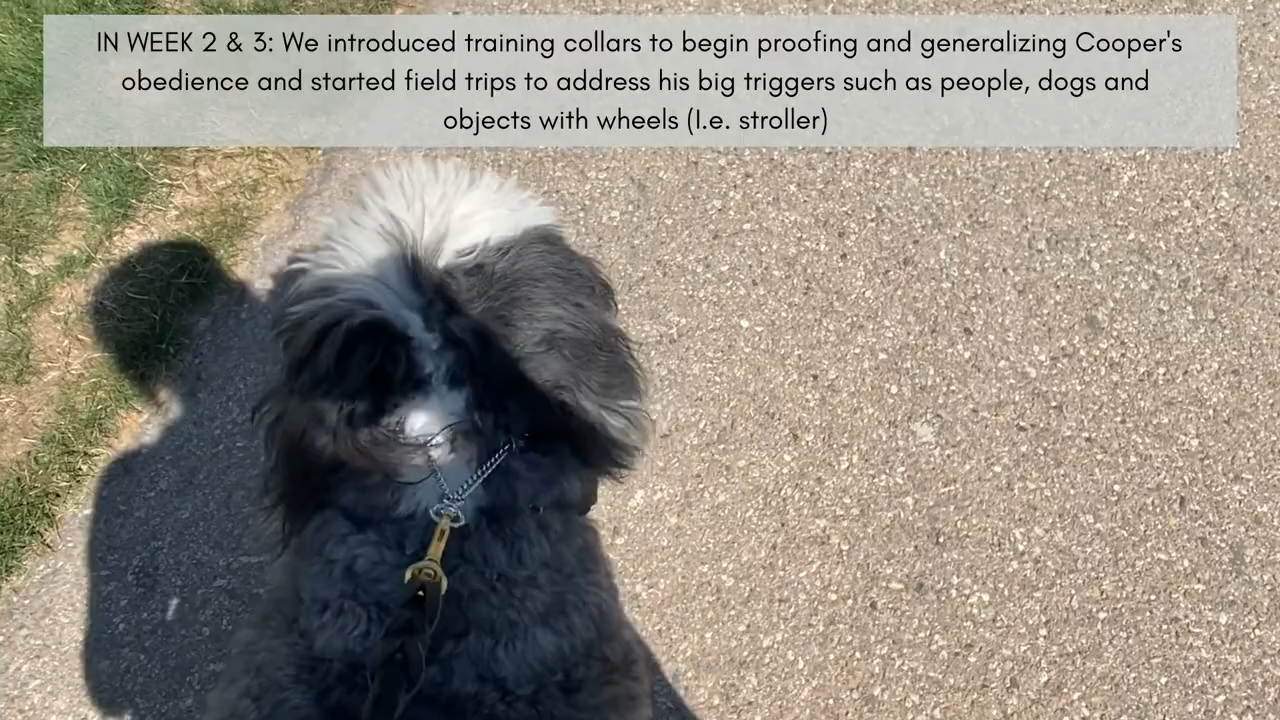 IN WEEK 2 & 3: We introduced training collars to begin proofing and generalizing Cooper's
obedience and started field trips to address his big triggers such as people, dogs and
objects with wheels (I.e. stroller)